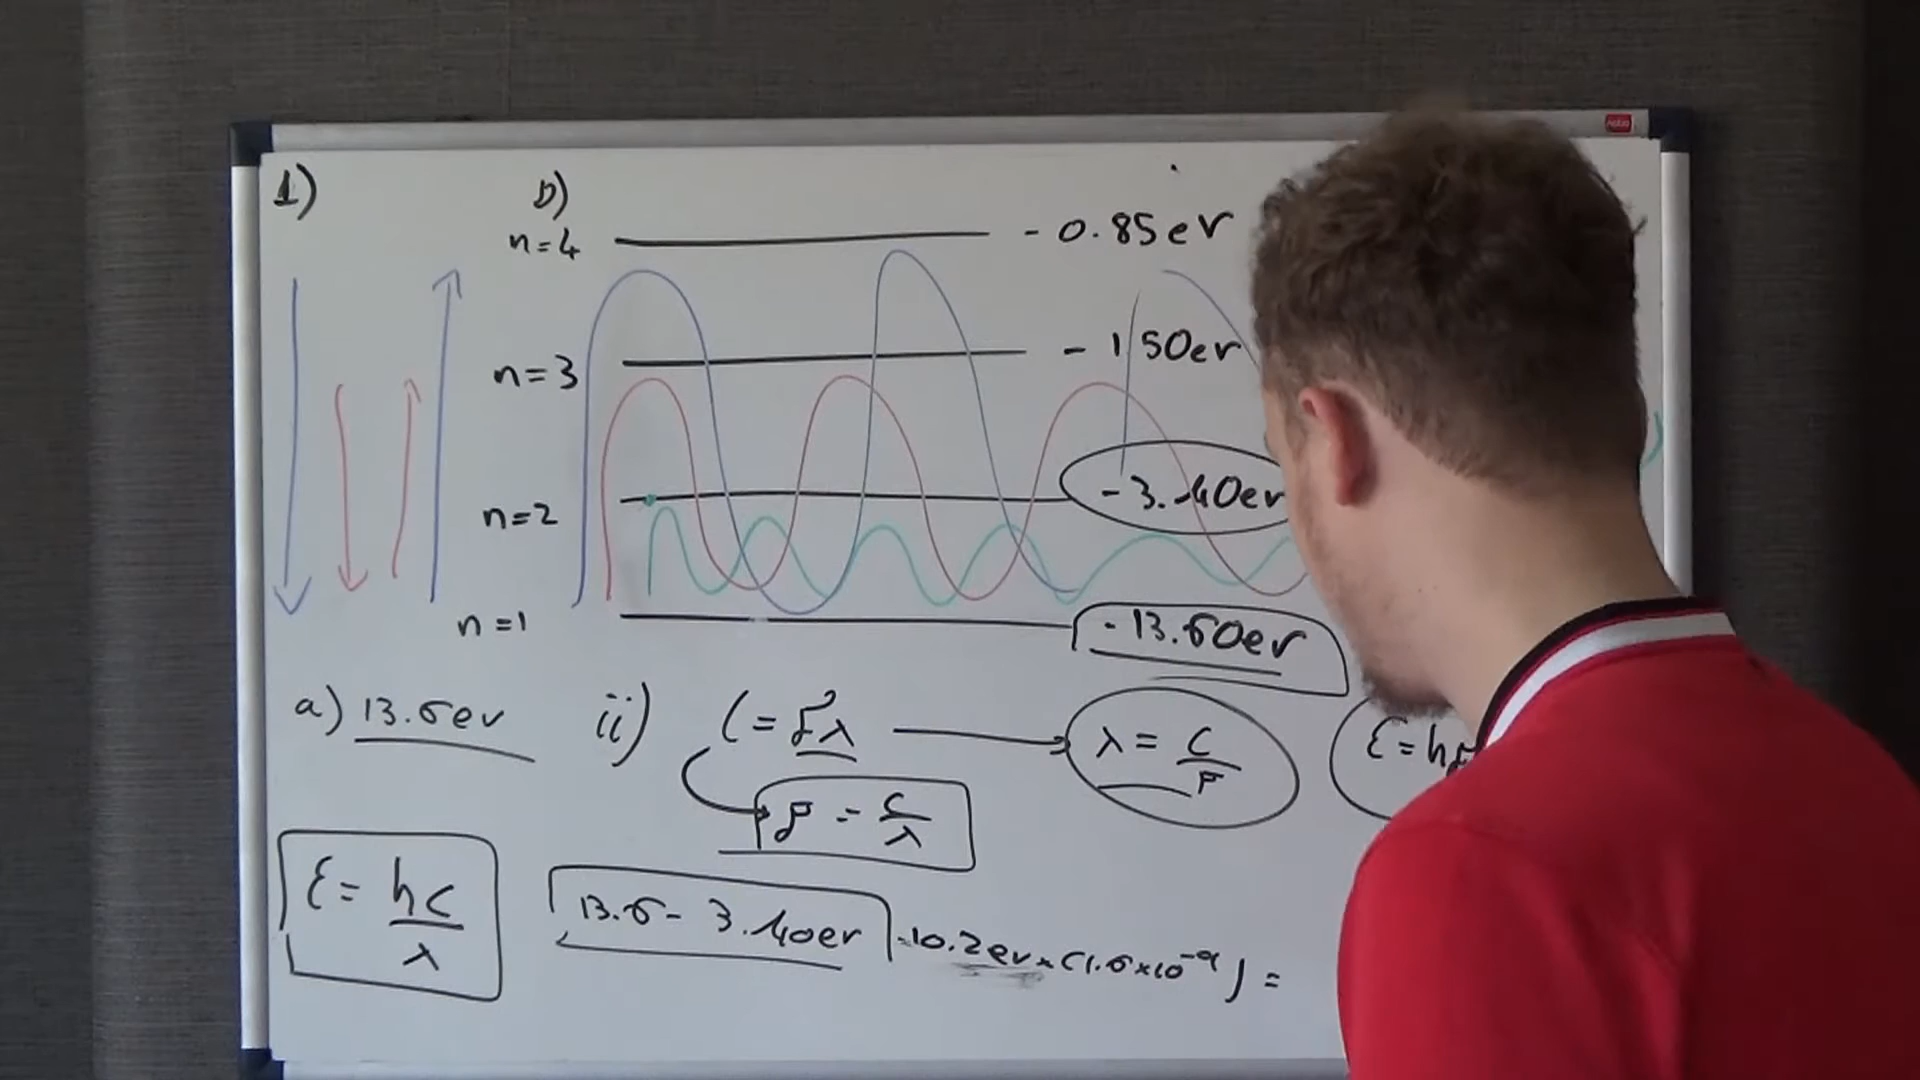 1)
b)
n=4 - 0.85ev
n=3 - 1.50ev
n=2 - 3.40ev
n=1 - 13.60ev
a) 13.6ev
ii) C = fλ
λ = c/f
E = hf
f = c/λ
E = hc/λ
13.6 - 3.40ev
10.2ev × (1.6×10
) =